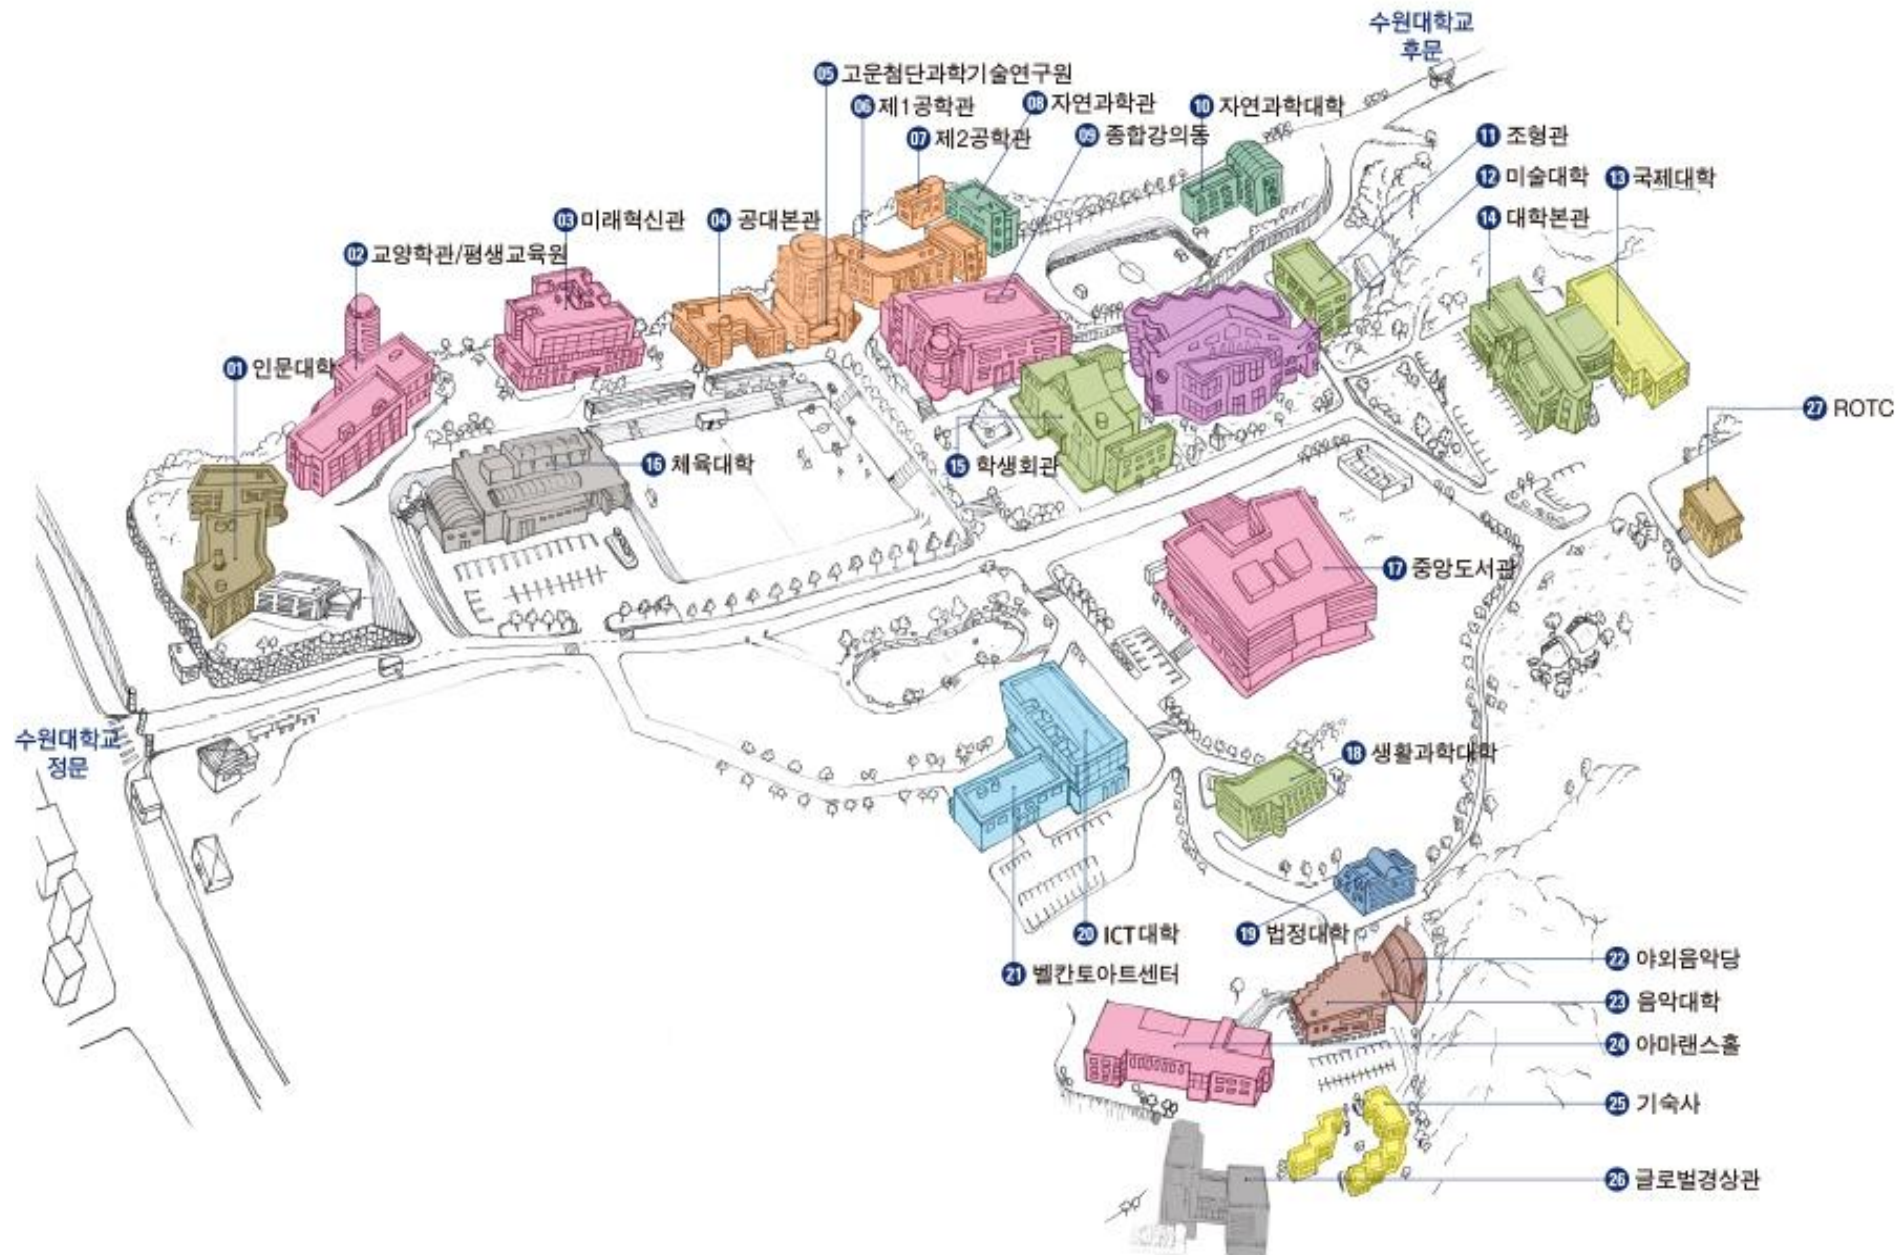 수원대학교
후문
05 고운첨단과학기술연구원
06 제1공학관
08 자연과학관
10 자연과학대학
07 제2공학관
09 종합강의동
11 조형관
12 미술대학
13 국제대학
03 미래혁신관
04 공대본관
14 대학본관
02 교양학관/평생교육원
01 인문대학
27 ROTC
16 체육대학
15 학생회관
17 중앙도서관
수원대학교
정문
18 생활과학대학
20 ICT대학
19 법정대학
21 벨칸토아트센터
22 야외음악당
23 음악대학
24 아마랜스홀
25 기숙사
26 글로벌경상관